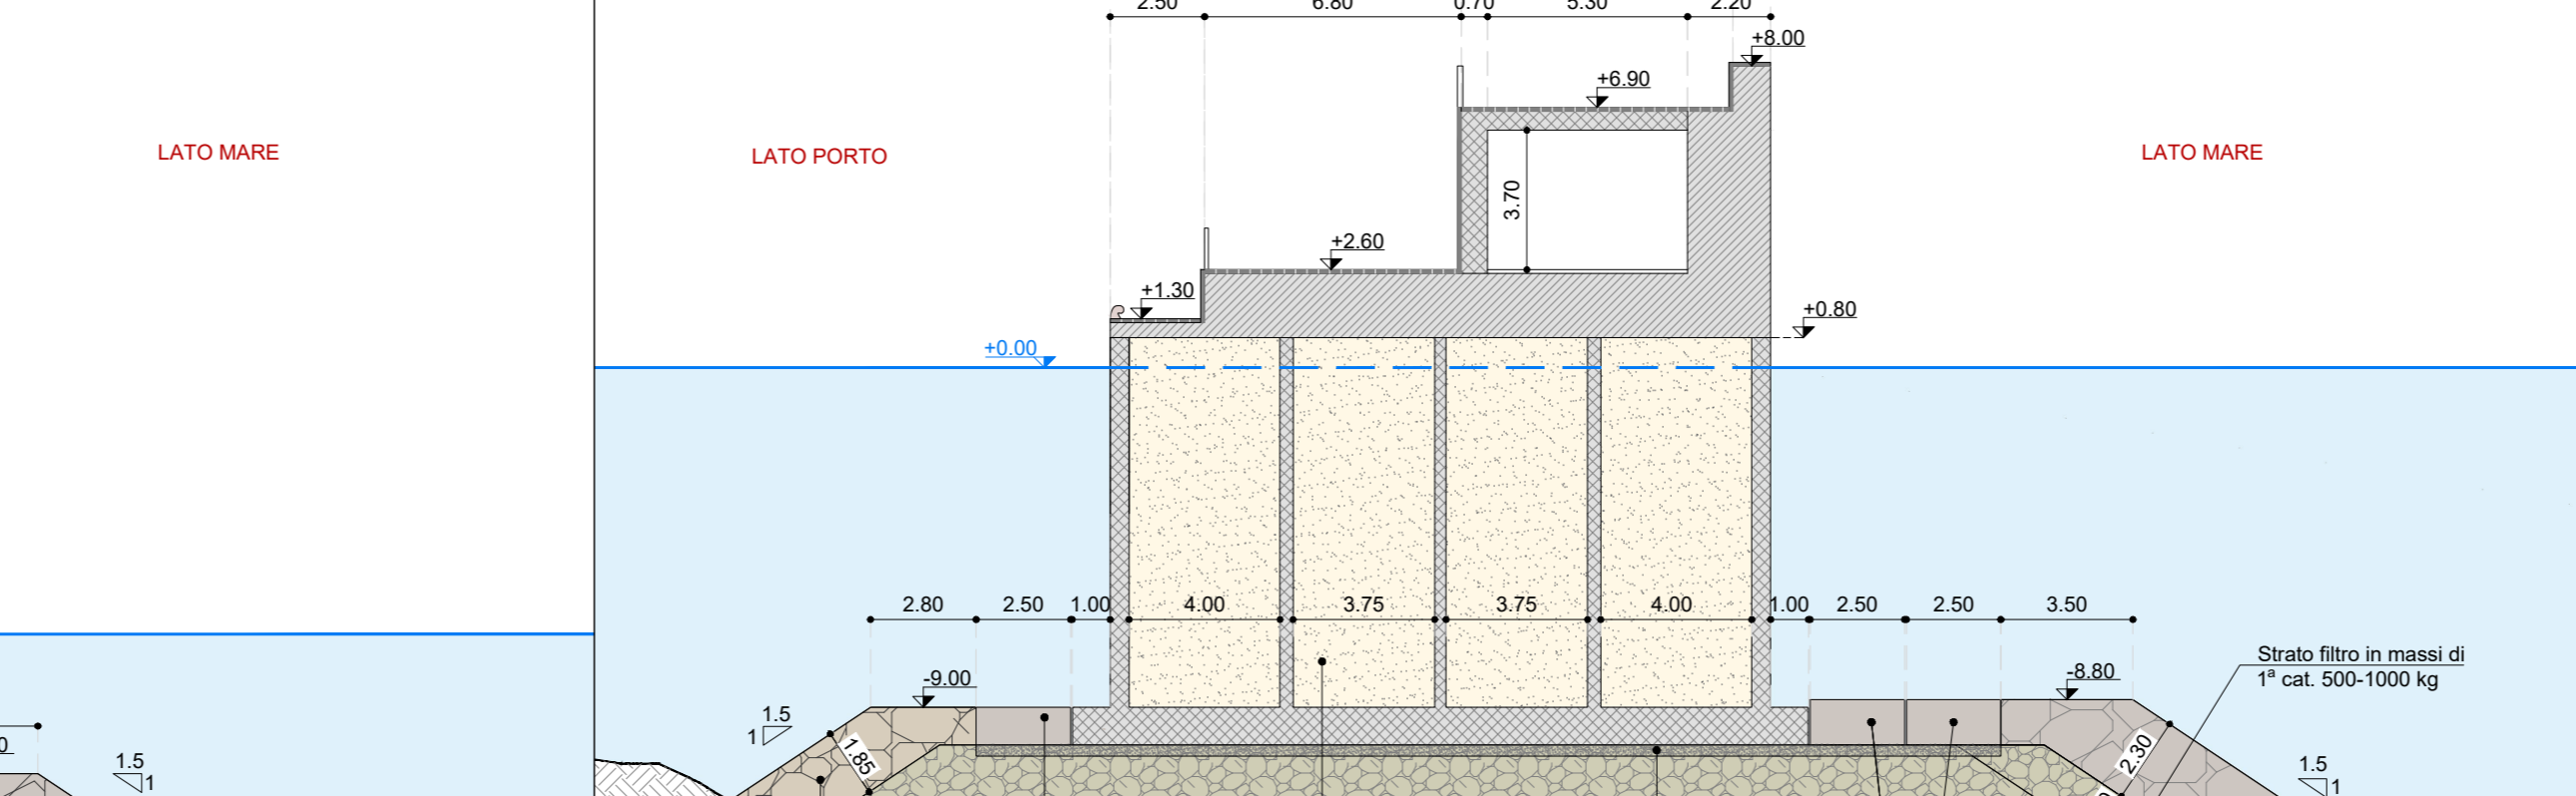 2.50 6.80 0.70 5.30 2.20
+8.00
+6.90
LATO MARE
LATO PORTO
LATO MARE
3.70
+2.60
+1.30
+0.80
+0.00
2.80 2.50 1.00 4.00 3.75 3.75 4.00 1.00 2.50 2.50 3.50
Strato filtro in massi di
1ª cat. 500-1000 kg
-9.00
-8.80
1.5
1
1.85
2.30
1.5
1
1.5
1